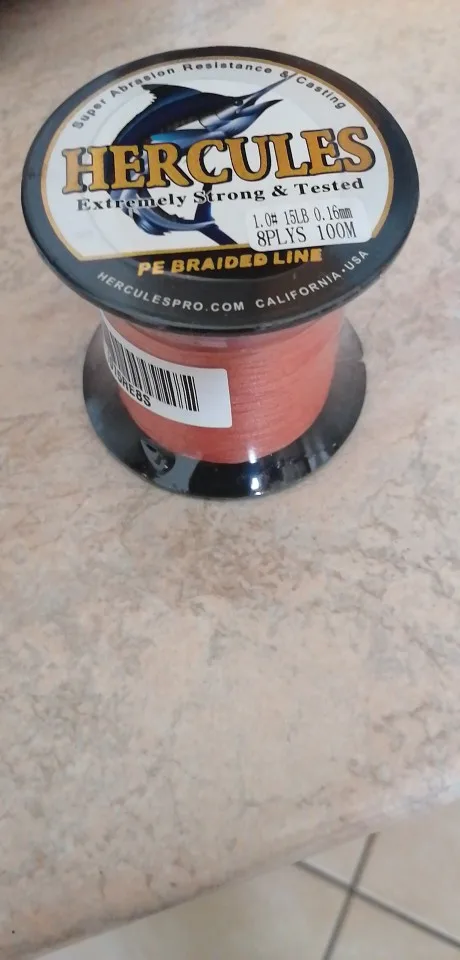 Super Abrasion Resistance & Casting
HERCULES
Extremely Strong & Tested
1.0# 15LB 0.16mm
8PLYS 100M
PE BRAIDED LINE
HERCULESPRO.COM CALIFORNIA·USA